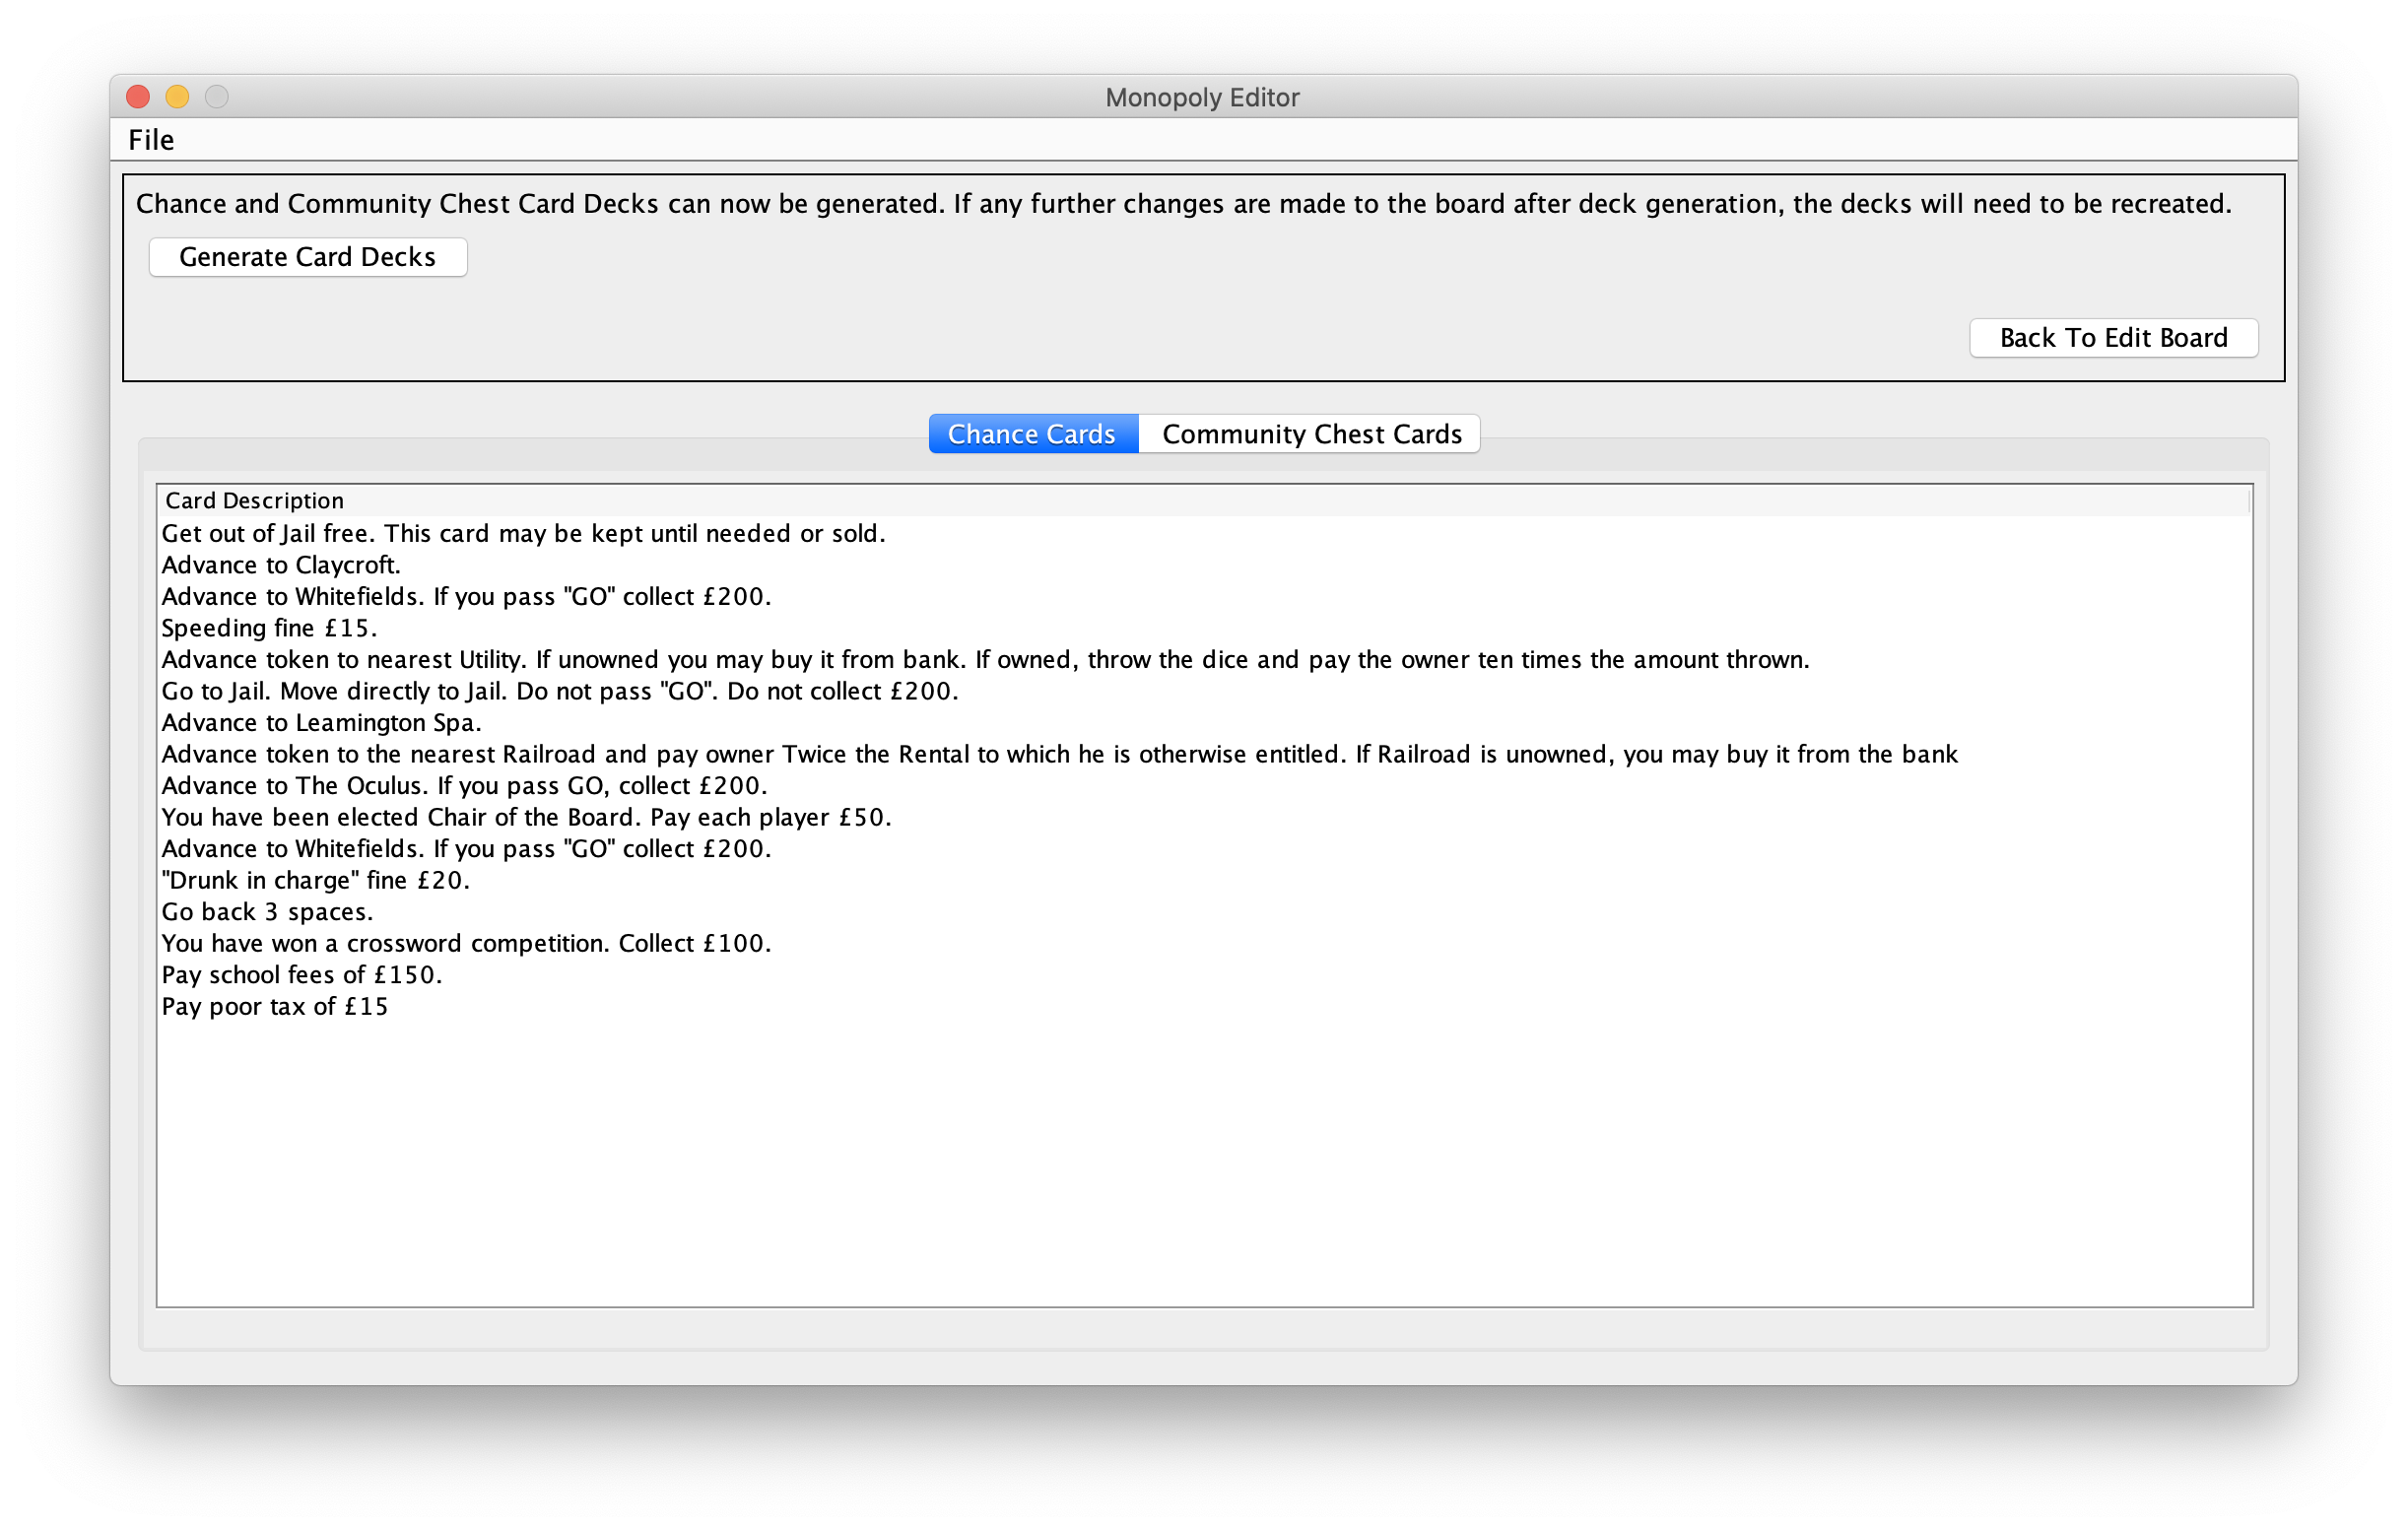 Monopoly Editor
File
Chance and Community Chest Card Decks can now be generated. If any further changes are made to the board after deck generation, the decks will need to be recreated.
Generate Card Decks
Back To Edit Board
Chance Cards Community Chest Cards
Card Description
Get out of Jail free. This card may be kept until needed or sold.
Advance to Claycroft.
Advance to Whitefields. If you pass "GO" collect £200.
Speeding fine £15.
Advance token to nearest Utility. If unowned you may buy it from bank. If owned, throw the dice and pay the owner ten times the amount thrown.
Go to Jail. Move directly to Jail. Do not pass "GO". Do not collect £200.
Advance to Leamington Spa.
Advance token to the nearest Railroad and pay owner Twice the Rental to which he is otherwise entitled. If Railroad is unowned, you may buy it from the bank
Advance to The Oculus. If you pass GO, collect £200.
You have been elected Chair of the Board. Pay each player £50.
Advance to Whitefields. If you pass "GO" collect £200.
"Drunk in charge" fine £20.
Go back 3 spaces.
You have won a crossword competition. Collect £100.
Pay school fees of £150.
Pay poor tax of £15